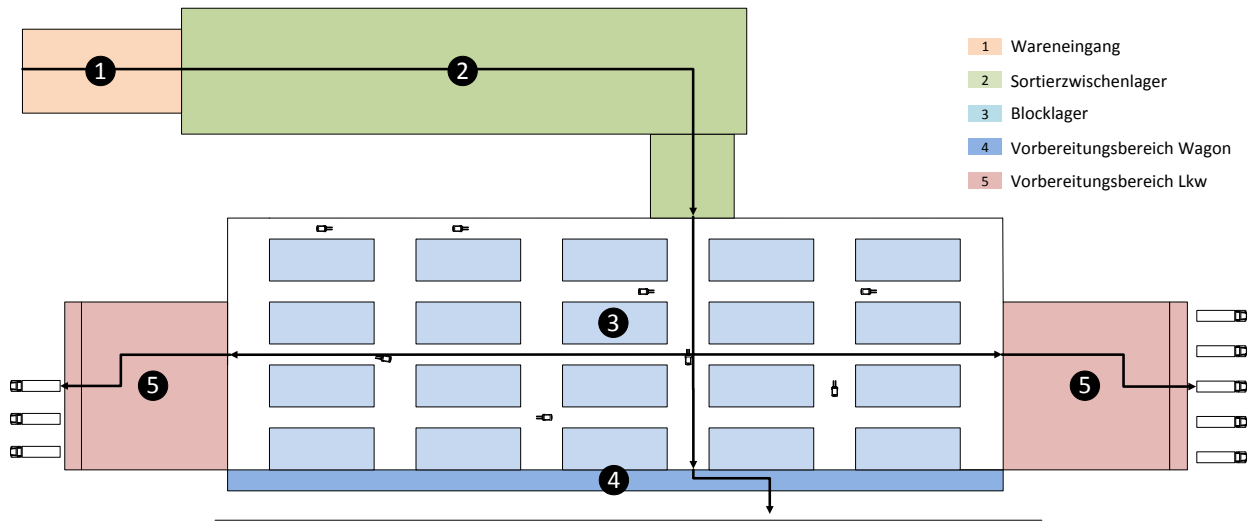 1 Wareneingang
2 Sortierzwischenlager
3 Blocklager
4 Vorbereitungsbereich Wagon
5 Vorbereitungsbereich Lkw
1
2
3
5
5
4